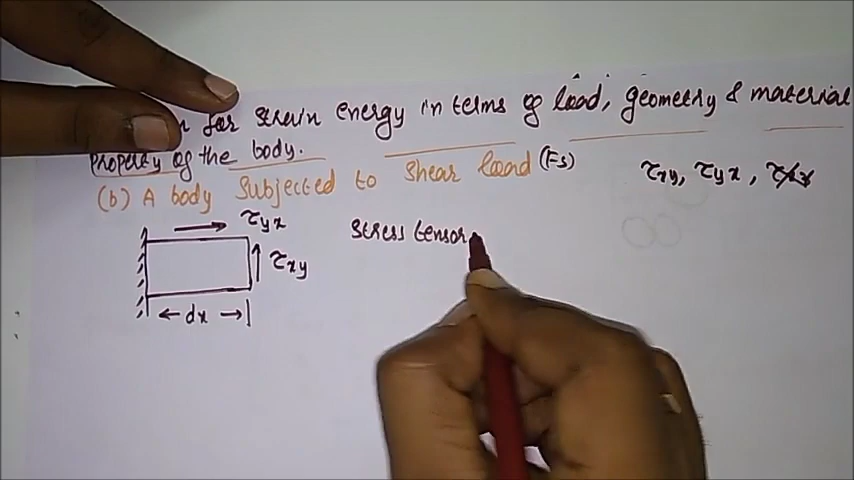 for strain energy in terms of load, geometry & material
property of the body.
(b) A body subjected to shear load (Fs)
τxy, τyx, τxx
τyx
stress tensor
τxy
dx